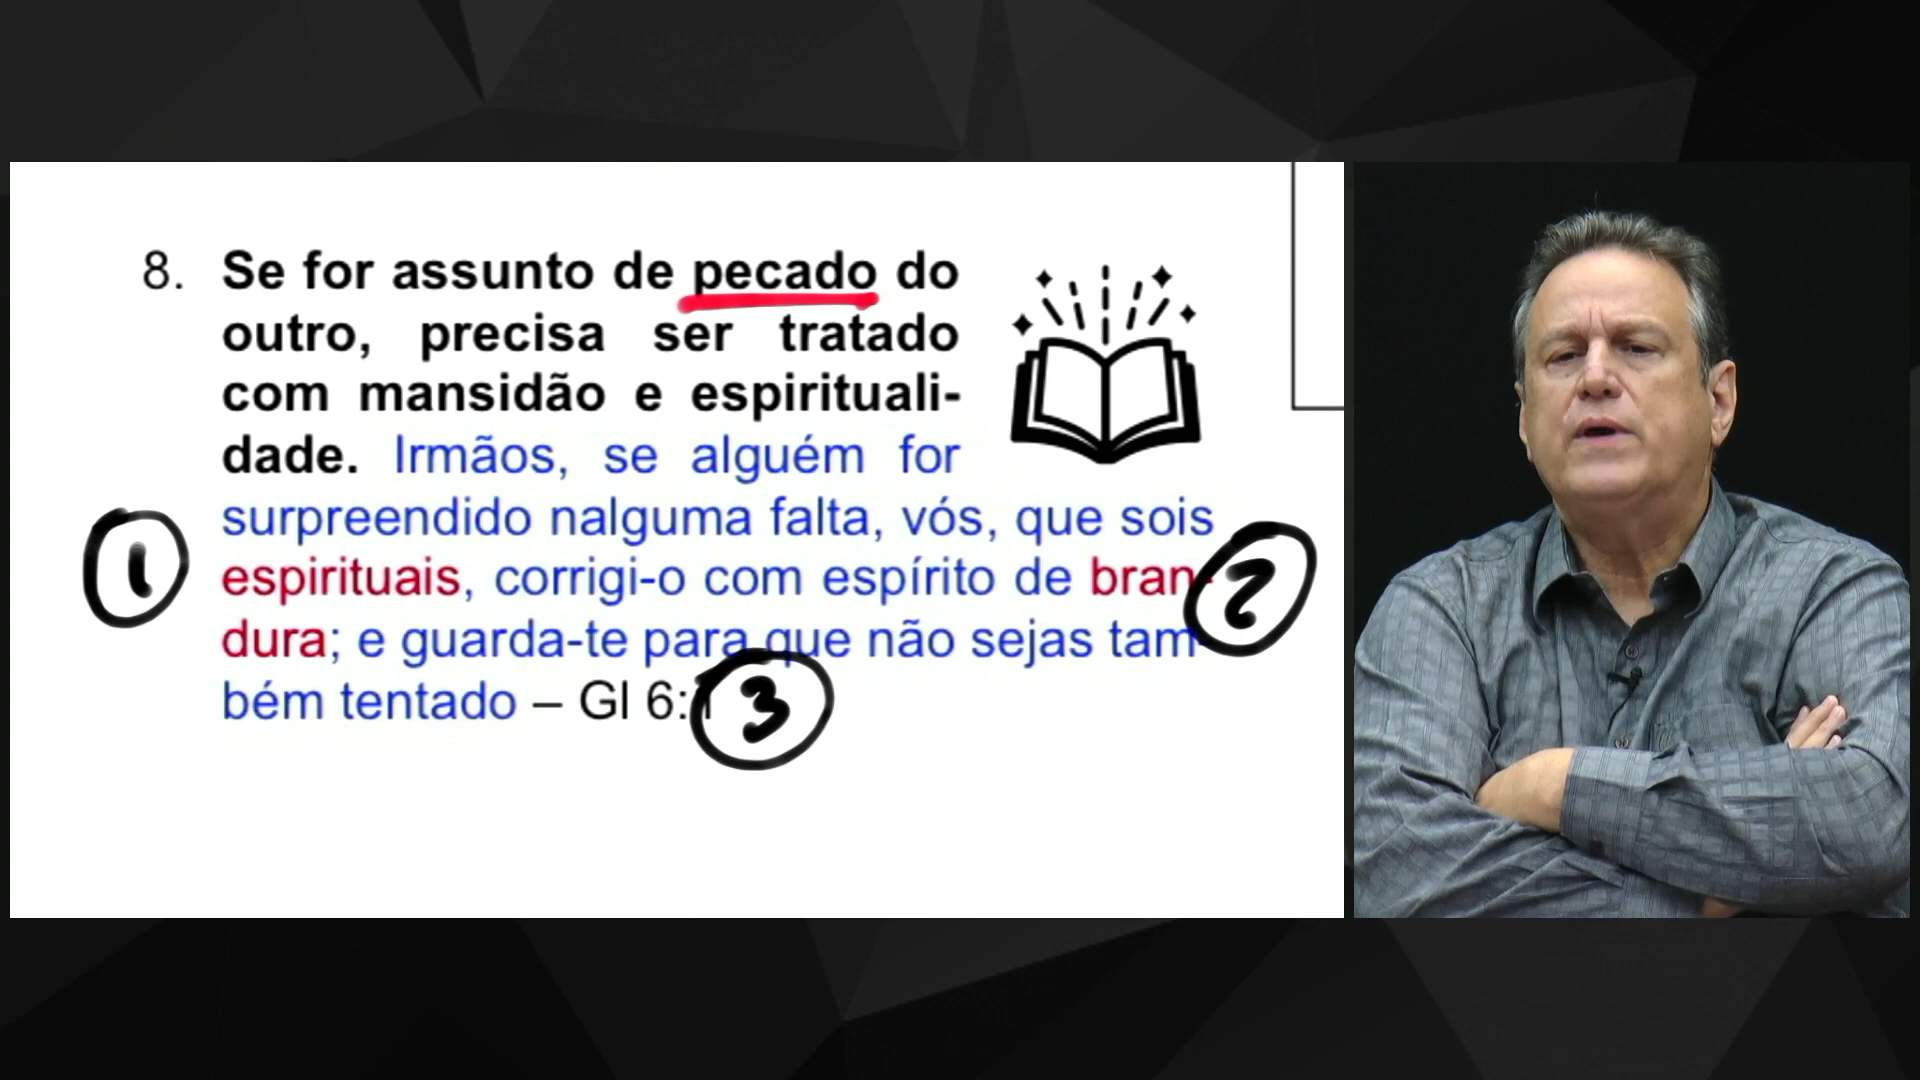 8. Se for assunto de pecado do
outro, precisa ser tratado
com mansidão e espirituali-
dade. Irmãos, se alguém for
surpreendido nalguma falta, vós, que sois
1
espirituais, corrigi-o com espírito de bran-
2
dura; e guarda-te para que não sejas tam-
bém tentado – Gl 6:1
3